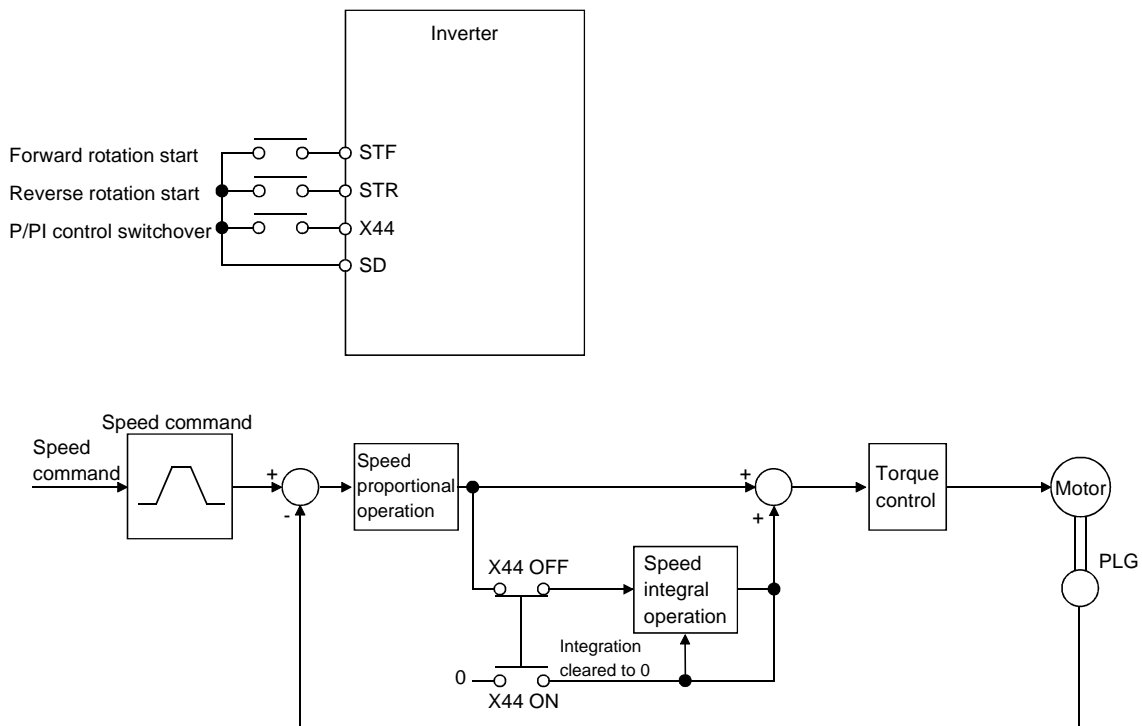 Inverter
Forward rotation start
STF
Reverse rotation start
STR
P/PI control switchover
X44
SD
Speed command
Speed
command
+
-
Speed
proportional
operation
+
+
Torque
control
Motor
PLG
X44 OFF
Speed
integral
operation
Integration
cleared to 0
0
X44 ON